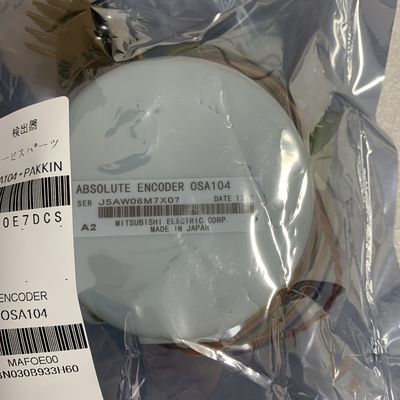 検出器
ービスパーツ
A104+PAKKIN
0E7DCS
ENCODER
OSA104
MAFOE00
BN030B933H60
ABSOLUTE ENCODER OSA104
SER J5AW06M7X07
DATE
A2
MITSUBISHI ELECTRIC CORP.
MADE IN JAPAN